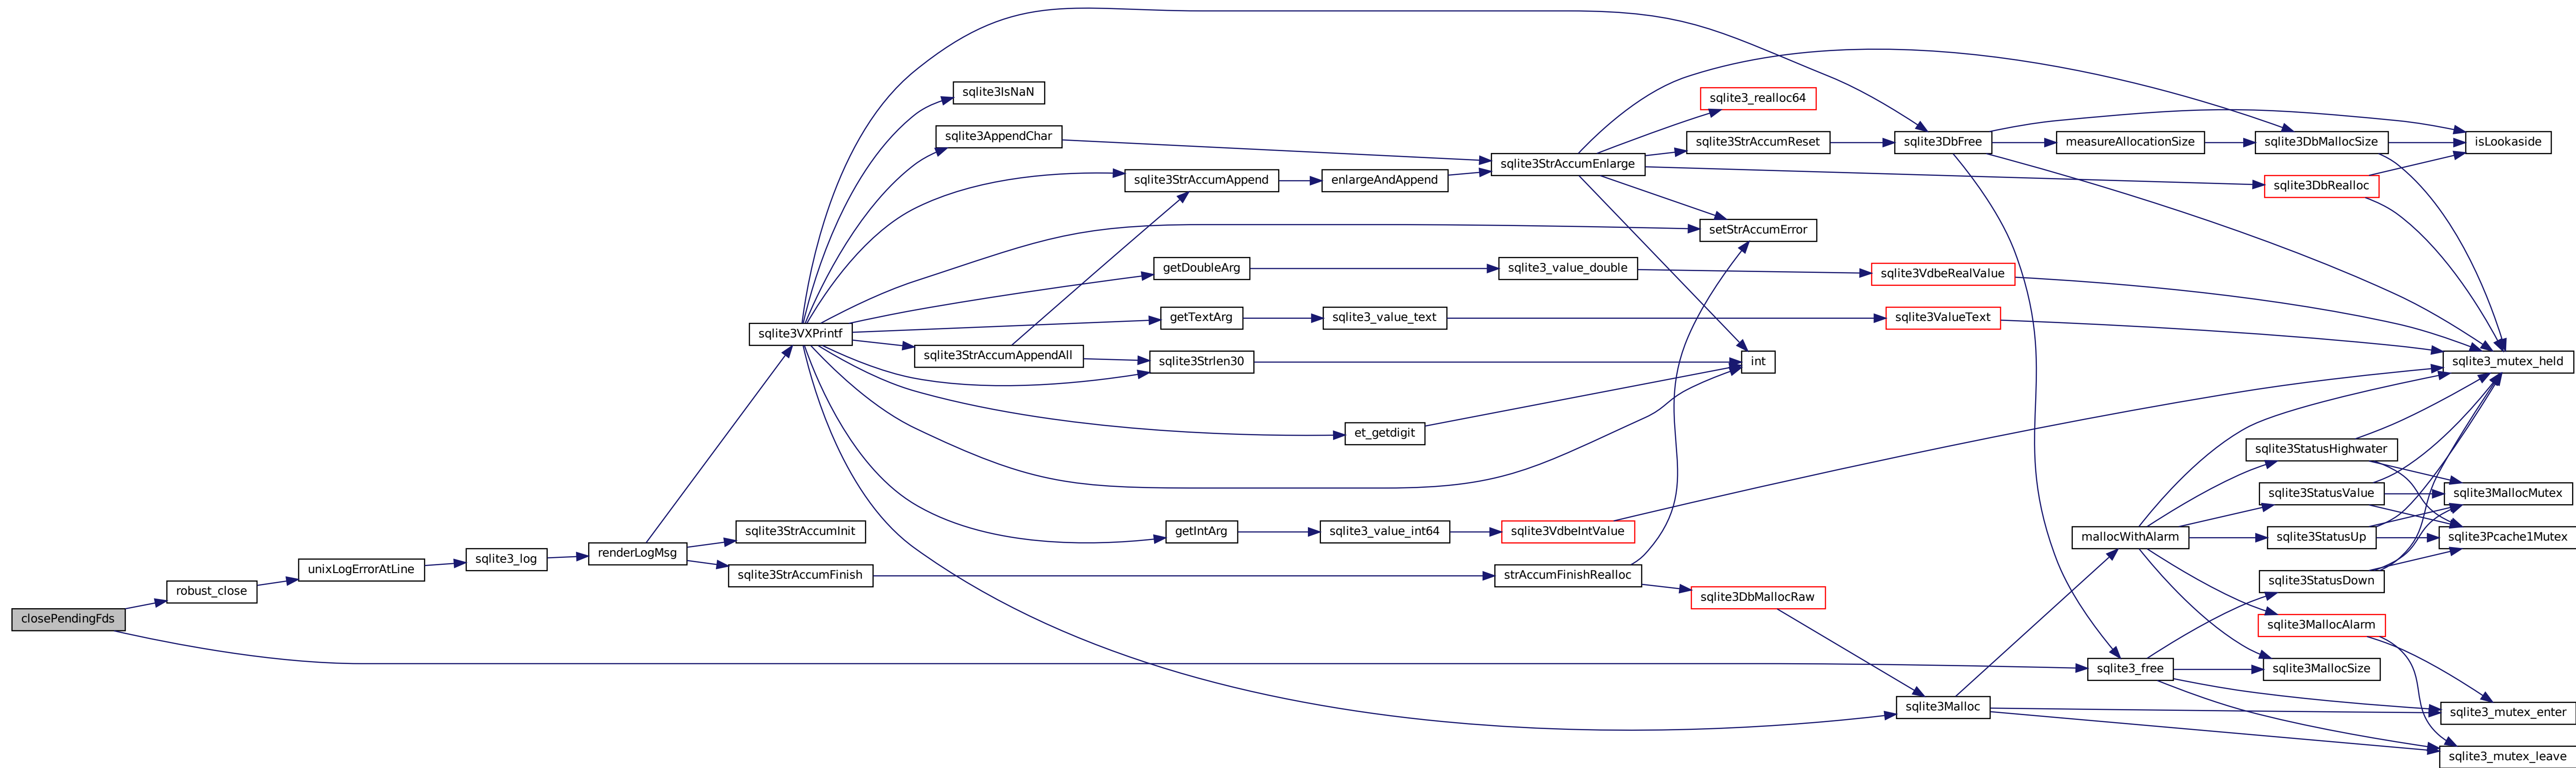 sqlite3IsNaN
sqlite3_realloc64
sqlite3AppendChar
sqlite3StrAccumReset
sqlite3DbFree
measureAllocationSize
sqlite3DbMallocSize
isLookaside
sqlite3StrAccumEnlarge
sqlite3StrAccumAppend
enlargeAndAppend
sqlite3DbRealloc
setStrAccumError
getDoubleArg
sqlite3_value_double
sqlite3VdbeRealValue
getTextArg
sqlite3_value_text
sqlite3ValueText
sqlite3VXPrintf
sqlite3StrAccumAppendAll
sqlite3Strlen30
int
sqlite3_mutex_held
et_getdigit
sqlite3StatusHighwater
sqlite3StatusValue
sqlite3MallocMutex
sqlite3StrAccumInit
getIntArg
sqlite3_value_int64
sqlite3VdbeIntValue
mallocWithAlarm
sqlite3StatusUp
sqlite3Pcache1Mutex
renderLogMsg
sqlite3_log
unixLogErrorAtLine
sqlite3StrAccumFinish
strAccumFinishRealloc
sqlite3StatusDown
robust_close
sqlite3DbMallocRaw
closePendingFds
sqlite3MallocAlarm
sqlite3_free
sqlite3MallocSize
sqlite3Malloc
sqlite3_mutex_enter
sqlite3_mutex_leave